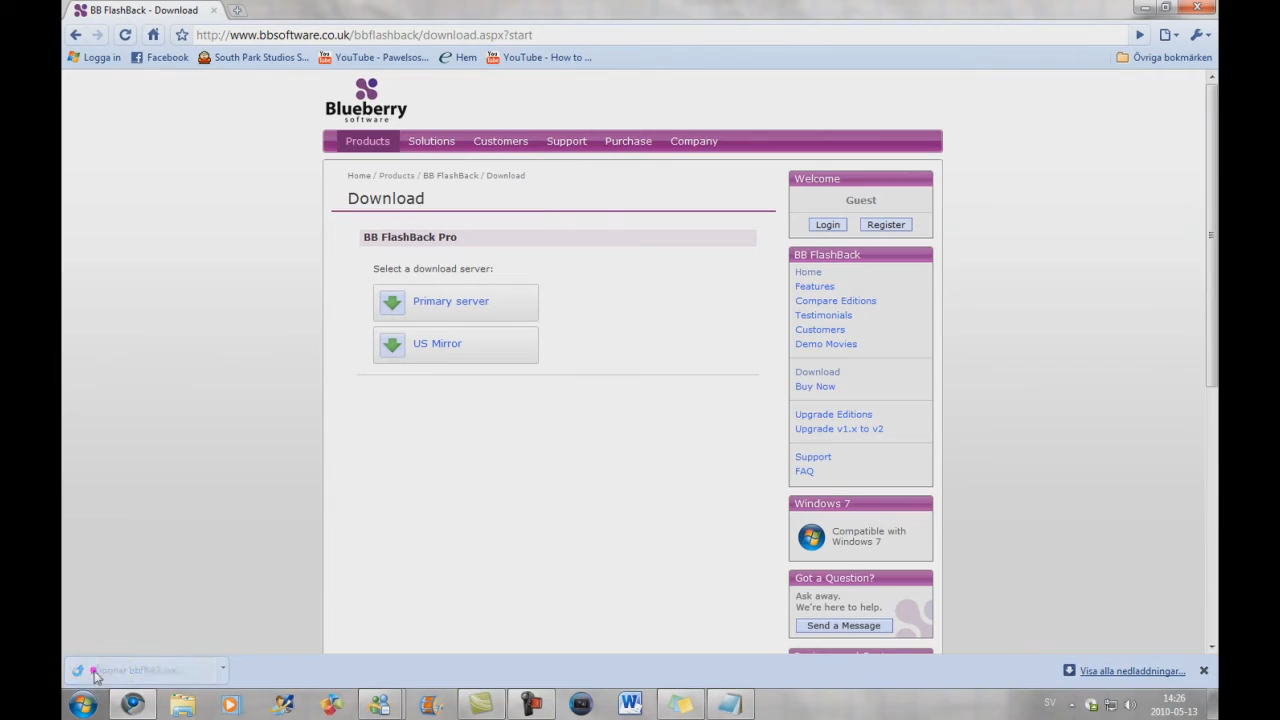 BB FlashBack - Download
http://www.bbsoftware.co.uk/bbflashback/download.aspx?start
Logga in
Facebook
South Park Studios S...
YouTube - Pawelsos...
Hem
YouTube - How to ...
Övriga bokmärken
Blueberry
software
Products Solutions Customers Support Purchase Company
Home / Products / BB FlashBack / Download
Download
BB FlashBack Pro
Select a download server:
Primary server
US Mirror
Welcome
Guest
Login Register
BB FlashBack
Home
Features
Compare Editions
Testimonials
Customers
Demo Movies
Download
Buy Now
Upgrade Editions
Upgrade v1.x to v2
Support
FAQ
Windows 7
Compatible with
Windows 7
Got a Question?
Ask away.
We're here to help.
Send a Message
Visa alla nedladdningar...
SV
14:26
2010-05-13